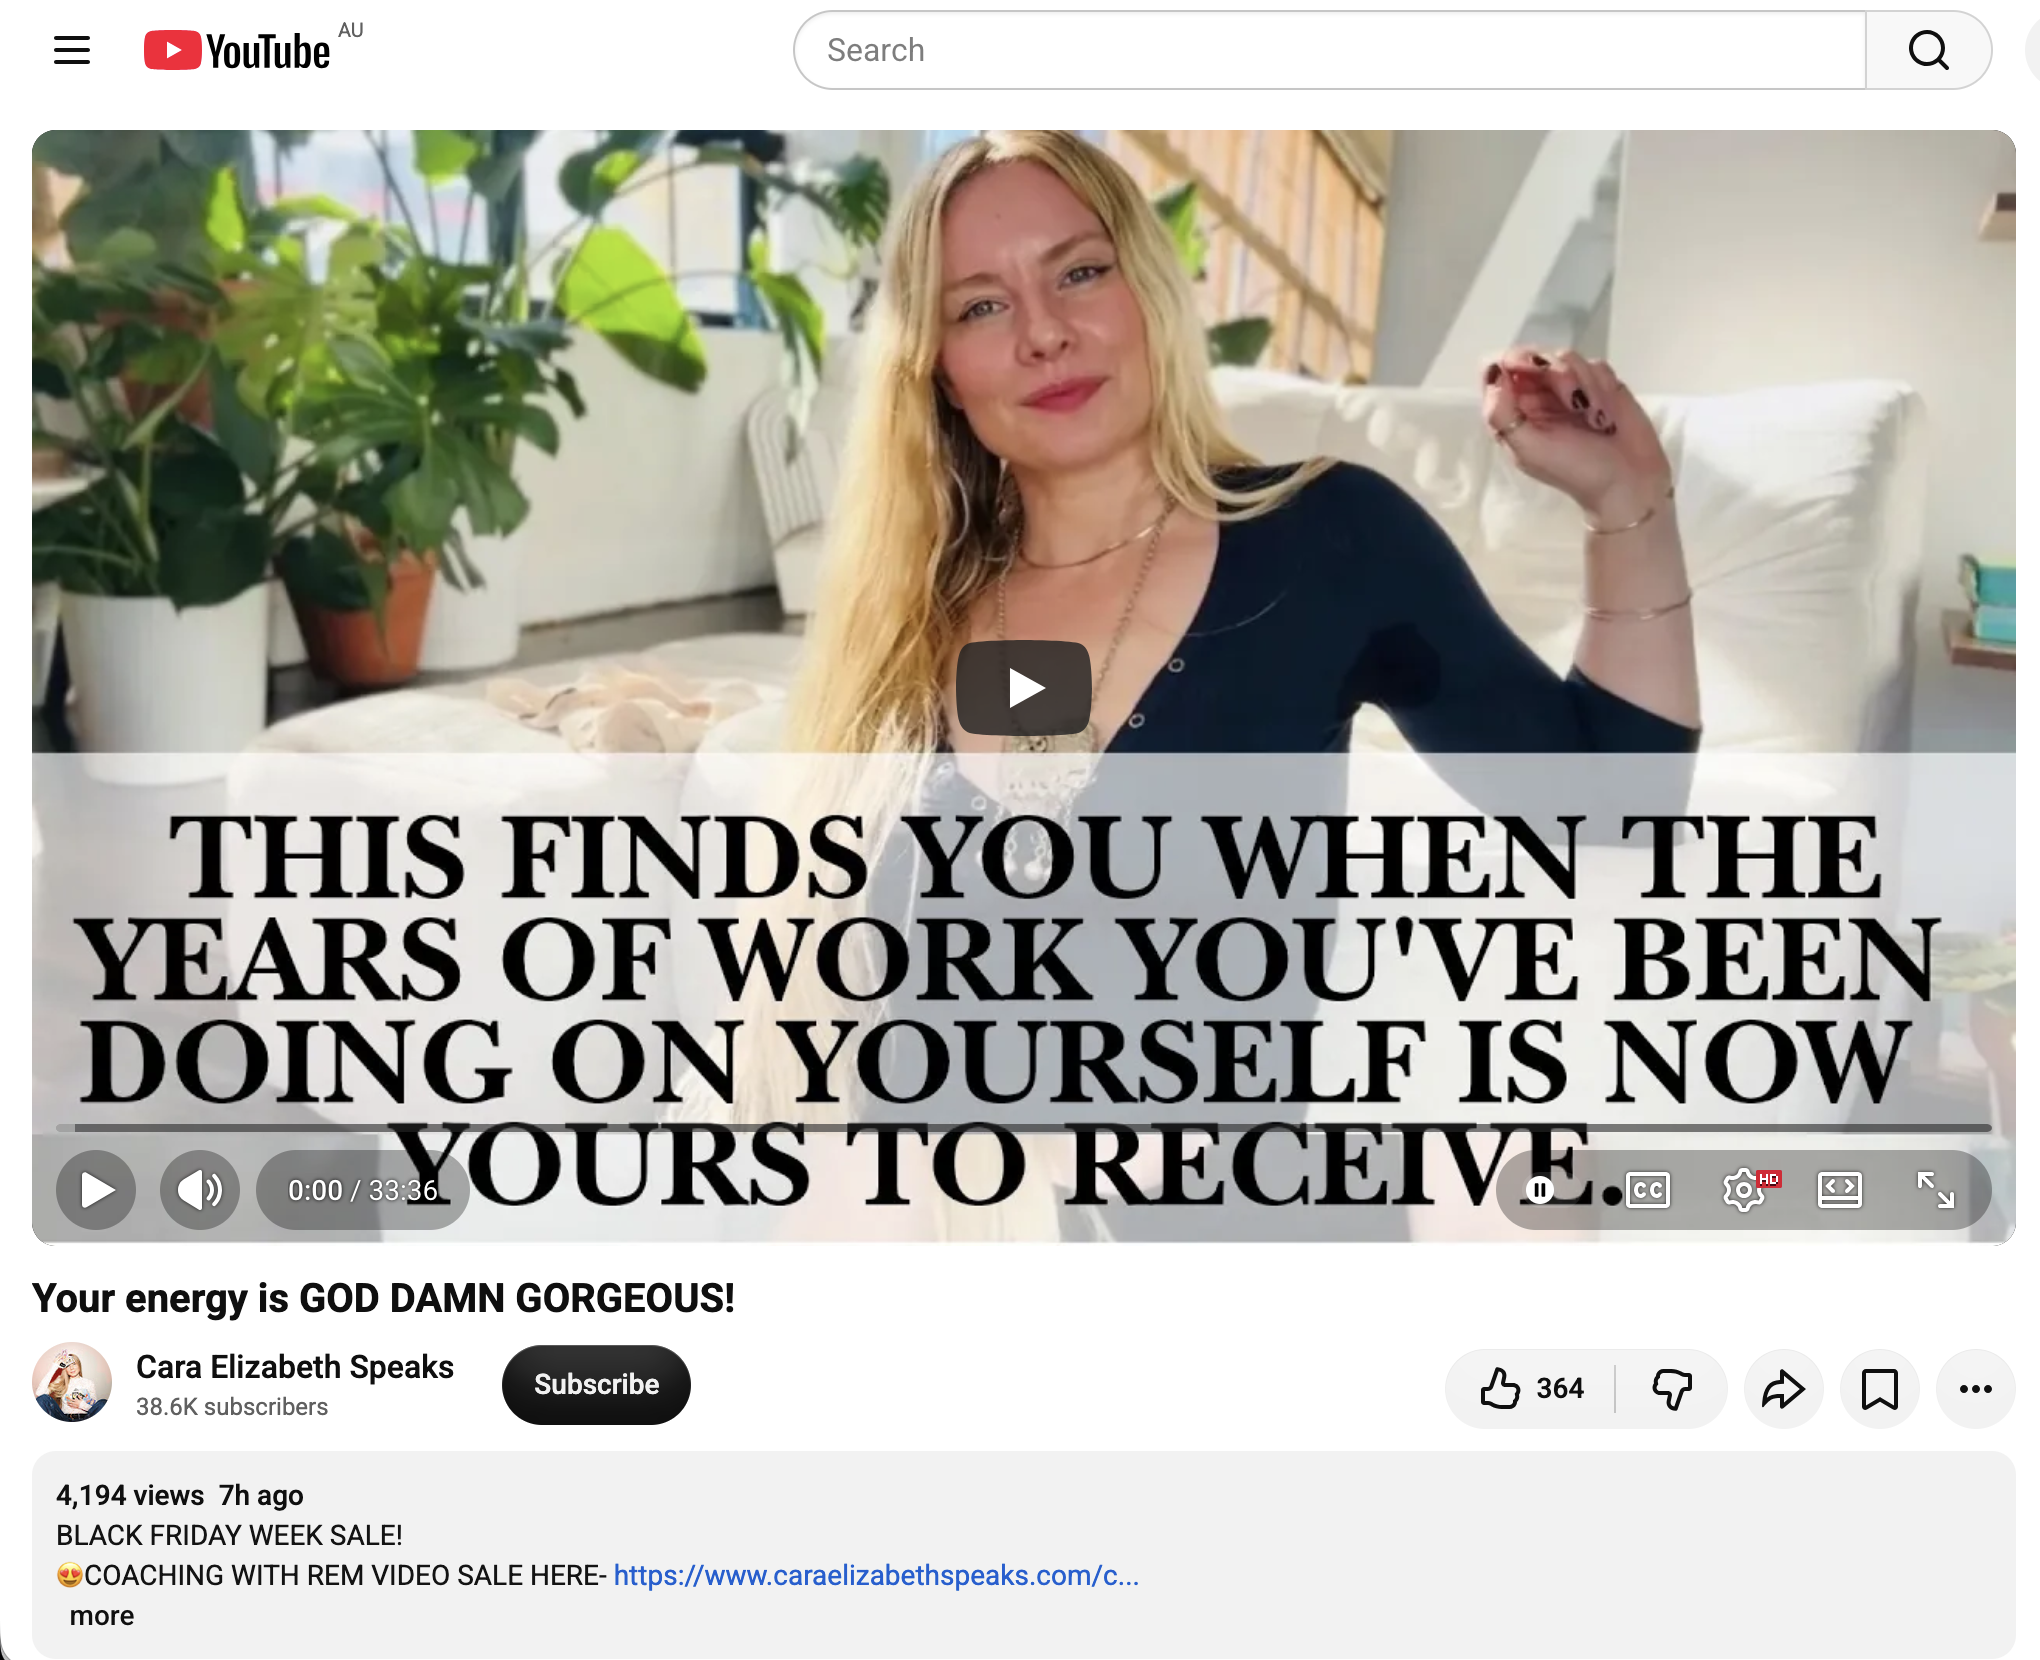 YouTube AU
Search
THIS FINDS YOU WHEN THE
YEARS OF WORK YOU'VE BEEN
DOING ON YOURSELF IS NOW
YOURS TO RECEIVE.
0:00 / 33:36
CC
HD
Your energy is GOD DAMN GORGEOUS!
Cara Elizabeth Speaks
38.6K subscribers
Subscribe
364
4,194 views 7h ago
BLACK FRIDAY WEEK SALE!
😍COACHING WITH REM VIDEO SALE HERE- https://www.caraelizabethspeaks.com/c...
more